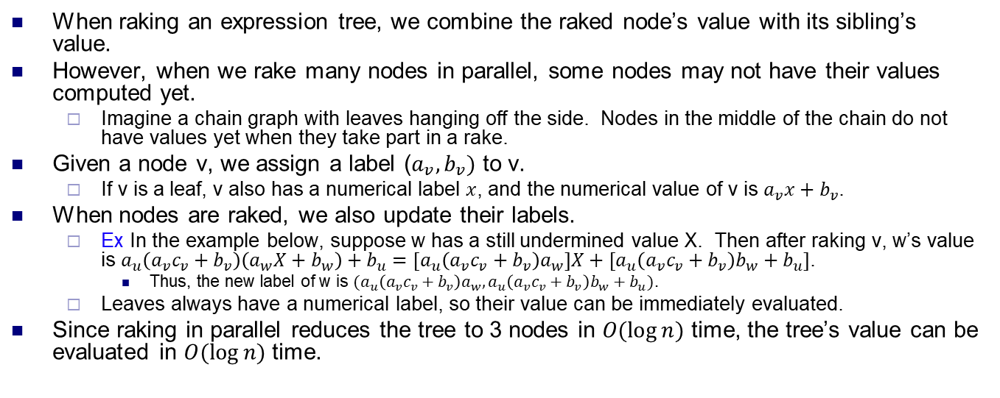 When raking an expression tree, we combine the raked node's value with its sibling's
value.
However, when we rake many nodes in parallel, some nodes may not have their values
computed yet.
Imagine a chain graph with leaves hanging off the side. Nodes in the middle of the chain do not
have values yet when they take part in a rake.
Given a node v, we assign a label (a_v, b_v) to v.
If v is a leaf, v also has a numerical label x, and the numerical value of v is a_v x + b_v.
When nodes are raked, we also update their labels.
Ex In the example below, suppose w has a still undermined value X. Then after raking v, w's value
is a_u(a_v c_v + b_v)(a_w X + b_w) + b_u = [a_u(a_v c_v + b_v)a_w]X + [a_u(a_v c_v + b_v)b_w + b_u].
Thus, the new label of w is (a_u(a_v c_v + b_v)a_w, a_u(a_v c_v + b_v)b_w + b_u).
Leaves always have a numerical label, so their value can be immediately evaluated.
Since raking in parallel reduces the tree to 3 nodes in O(log n) time, the tree's value can be
evaluated in O(log n) time.